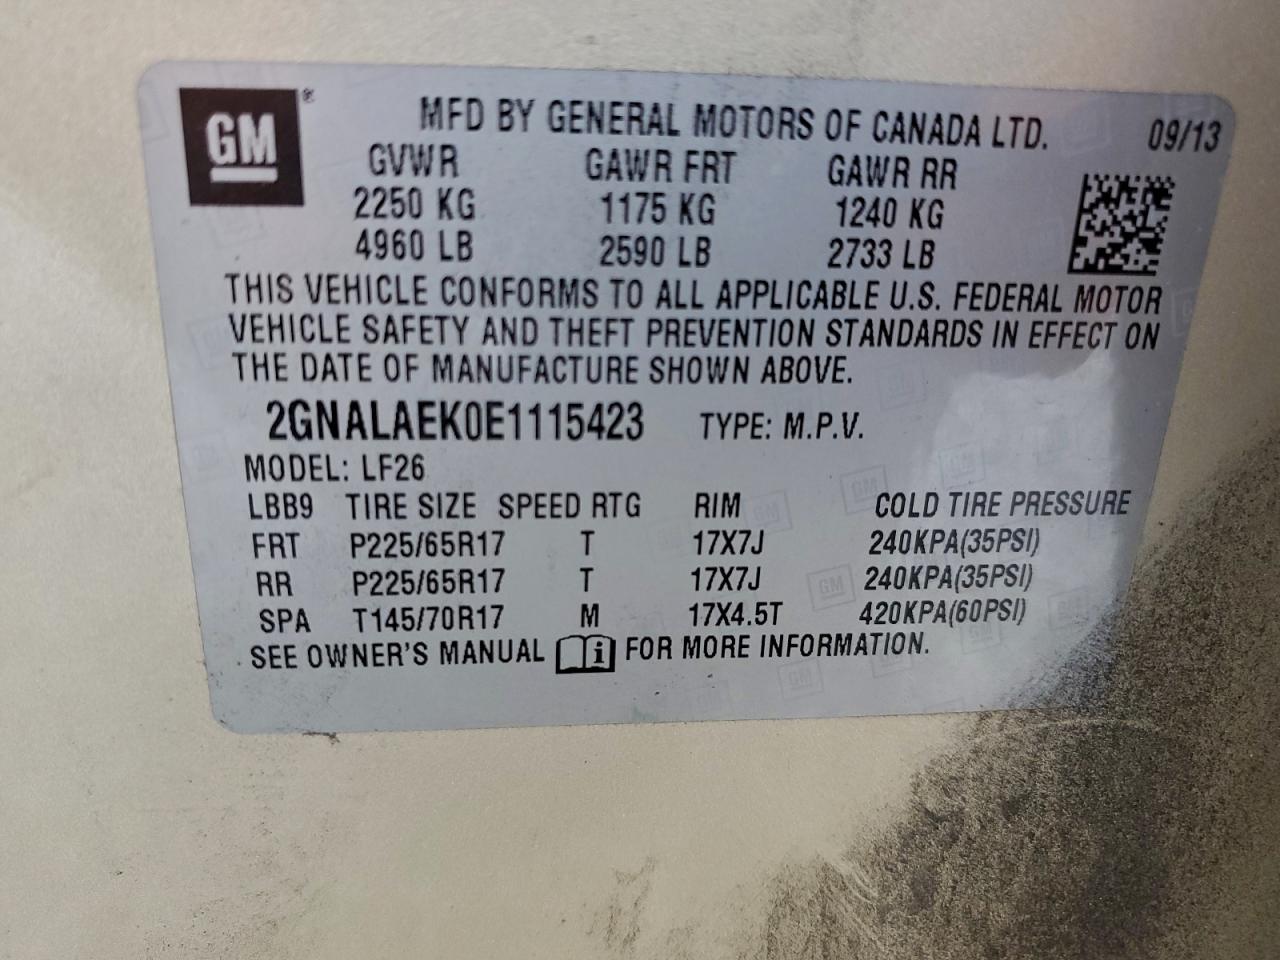 GM ®
MFD BY GENERAL MOTORS OF CANADA LTD. 09/13
GVWR GAWR FRT GAWR RR
2250 KG 1175 KG 1240 KG
4960 LB 2590 LB 2733 LB
THIS VEHICLE CONFORMS TO ALL APPLICABLE U.S. FEDERAL MOTOR
VEHICLE SAFETY AND THEFT PREVENTION STANDARDS IN EFFECT ON
THE DATE OF MANUFACTURE SHOWN ABOVE.
2GNALAEK0E1115423 TYPE: M.P.V.
MODEL: LF26
LBB9 TIRE SIZE SPEED RTG RIM COLD TIRE PRESSURE
FRT P225/65R17 T 17X7J 240KPA(35PSI)
RR P225/65R17 T 17X7J 240KPA(35PSI)
SPA T145/70R17 M 17X4.5T 420KPA(60PSI)
SEE OWNER'S MANUAL i FOR MORE INFORMATION.